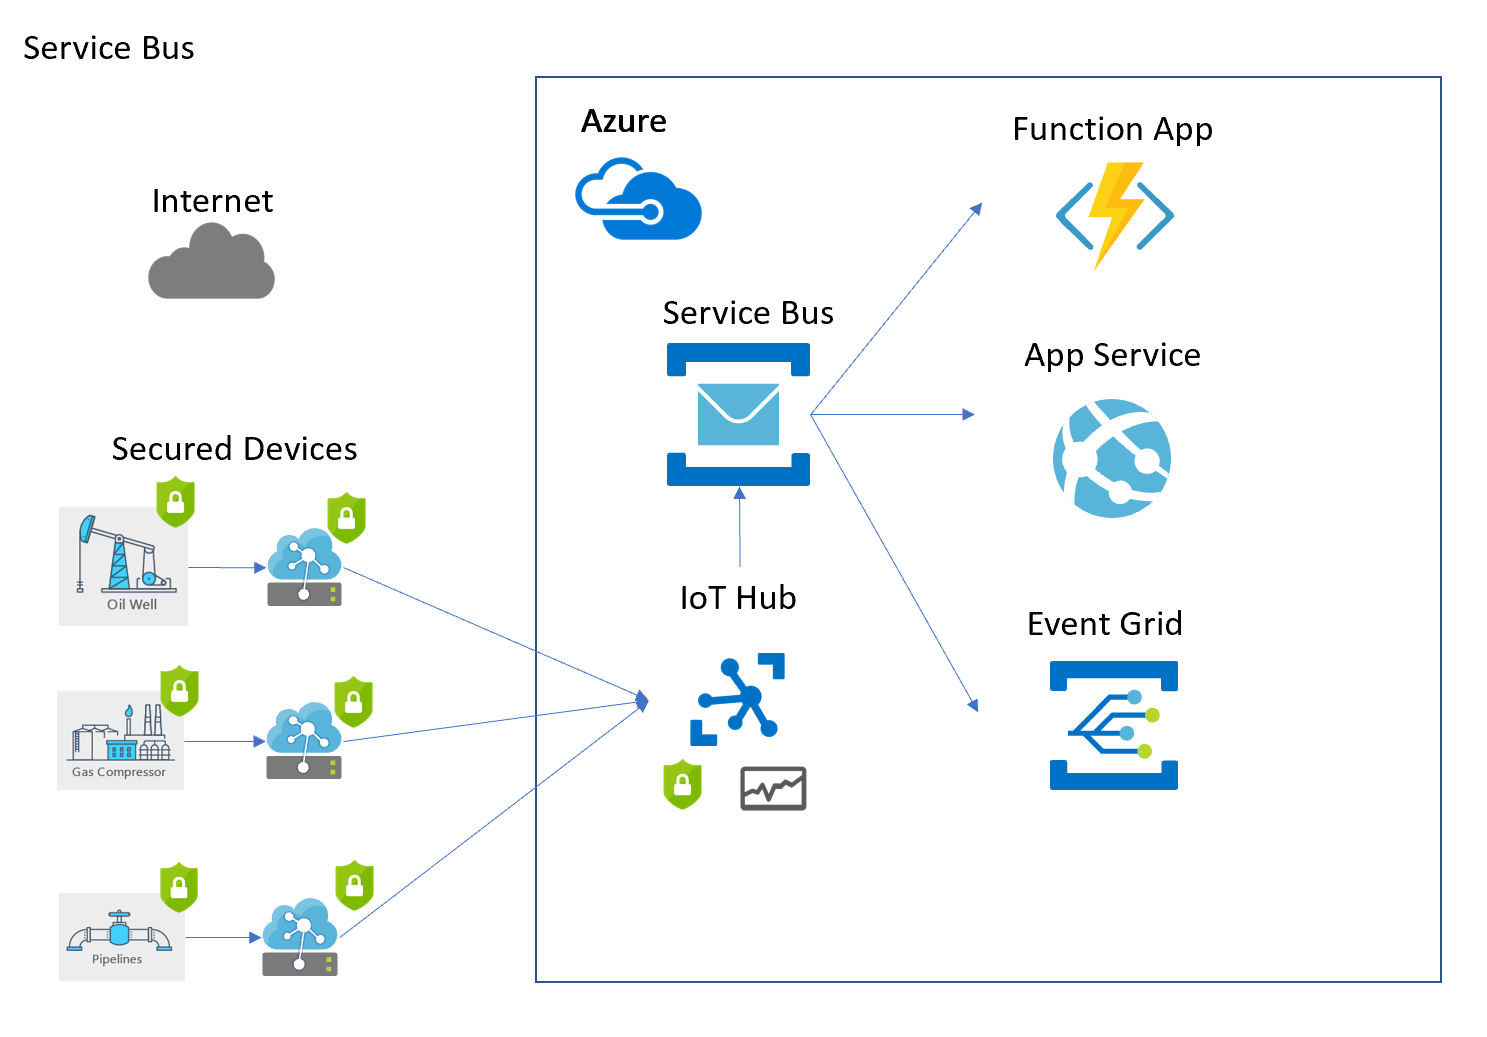 Service Bus
Internet
Secured Devices
Oil Well
Gas Compressor
Pipelines
Azure
Service Bus
IoT Hub
Function App
App Service
Event Grid